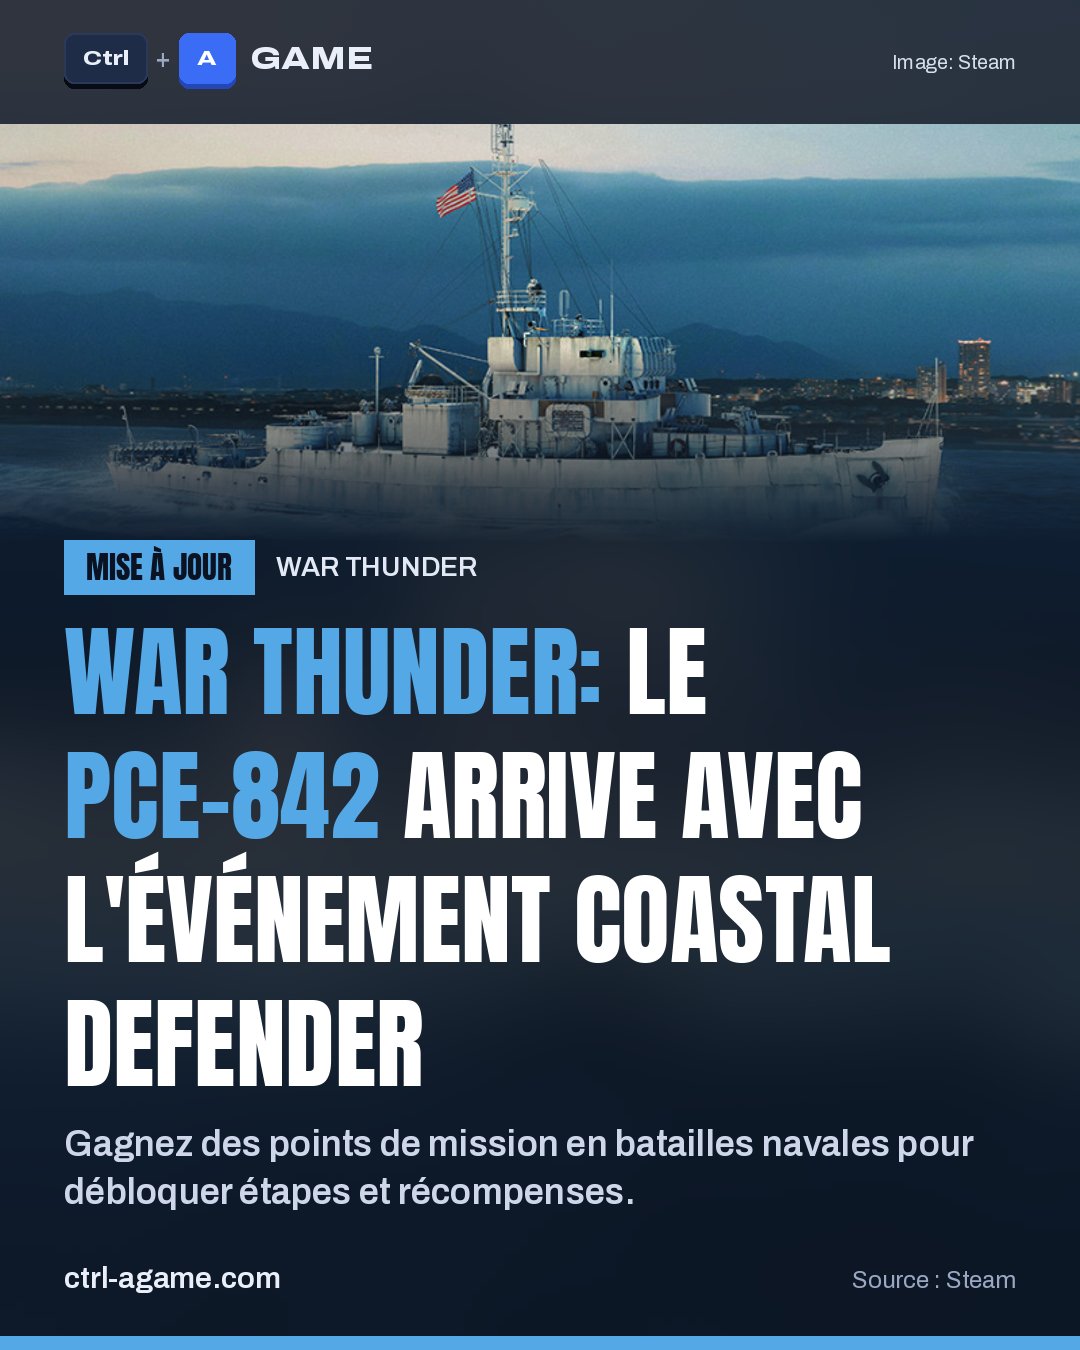 Ctrl + A GAME
Image: Steam
MISE À JOUR WAR THUNDER
WAR THUNDER: LE
PCE-842 ARRIVE AVEC
L'ÉVÉNEMENT COASTAL
DEFENDER
Gagnez des points de mission en batailles navales pour
débloquer étapes et récompenses.
ctrl-agame.com
Source : Steam